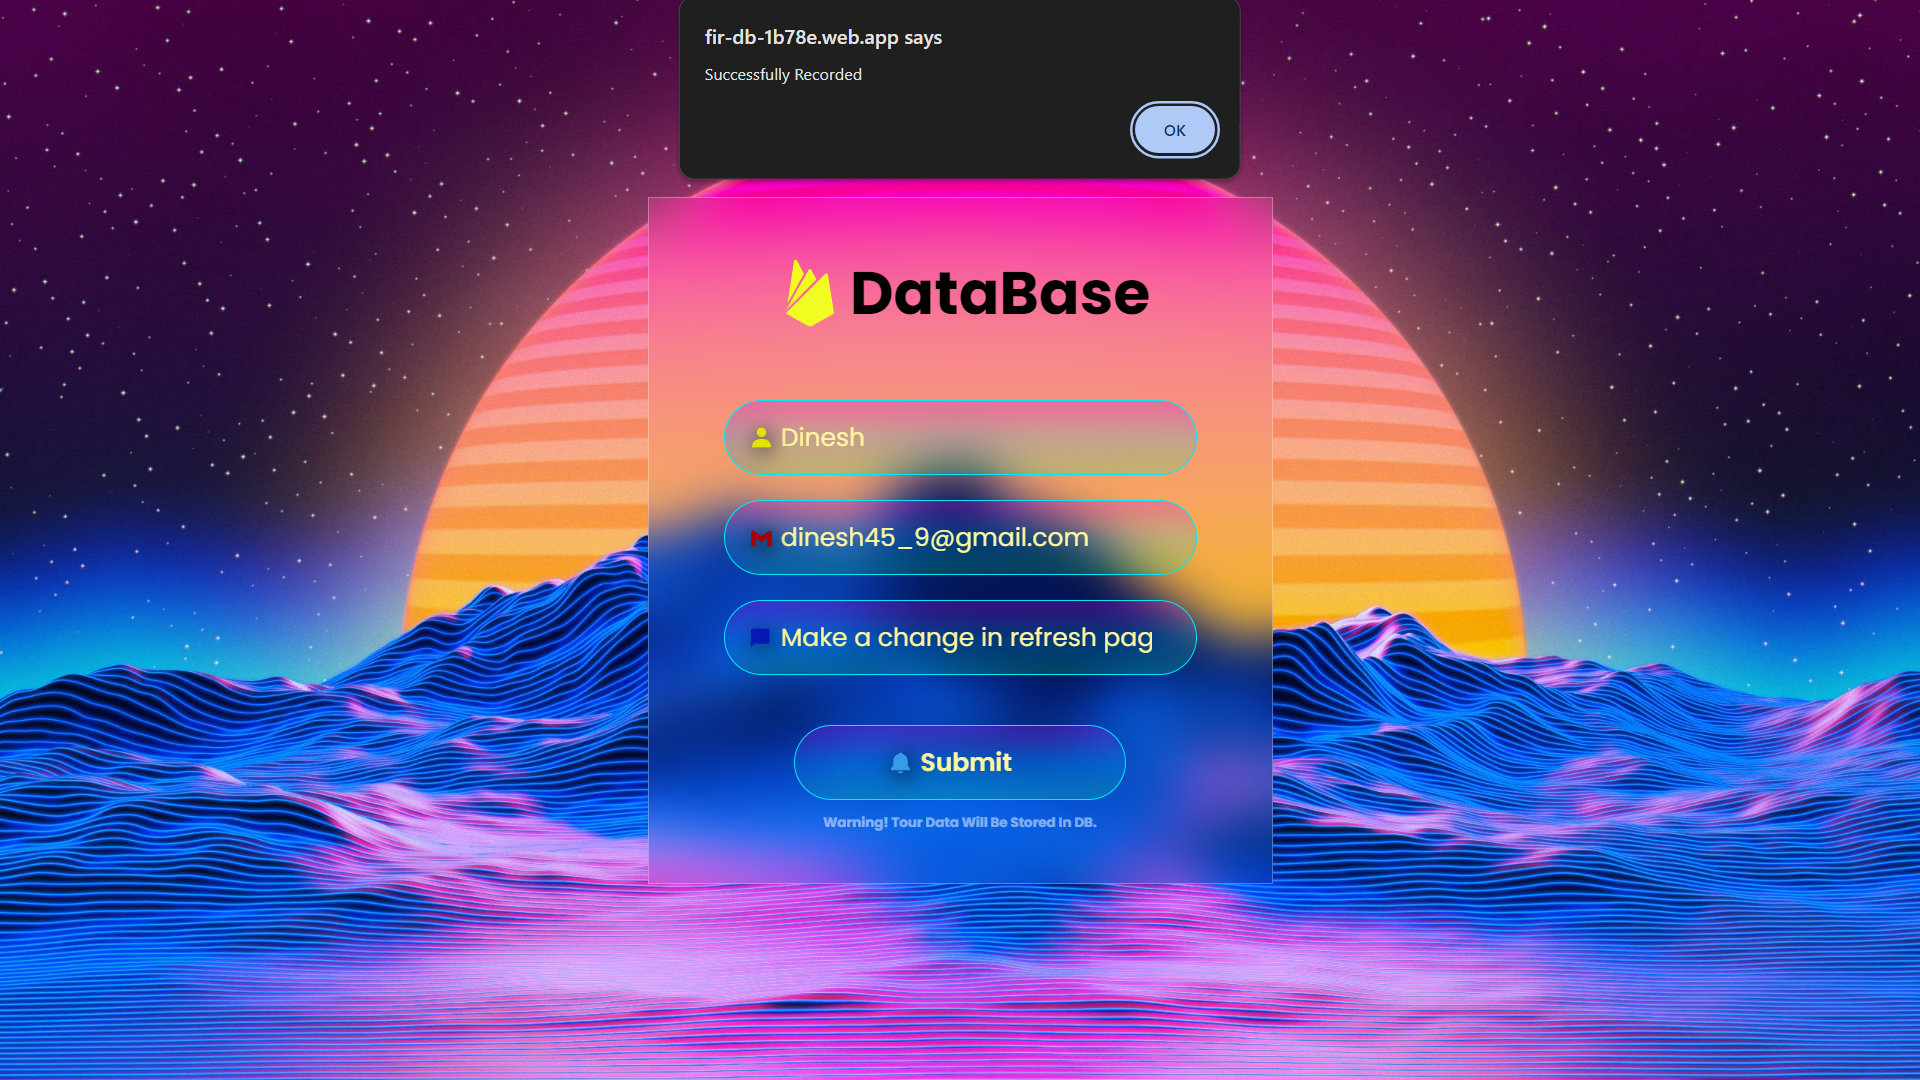 fir-db-1b78e.web.app says
Successfully Recorded
OK
DataBase
Dinesh
dinesh45_9@gmail.com
Make a change in refresh pag
Submit
Warning! Tour Data Will Be Stored In DB.